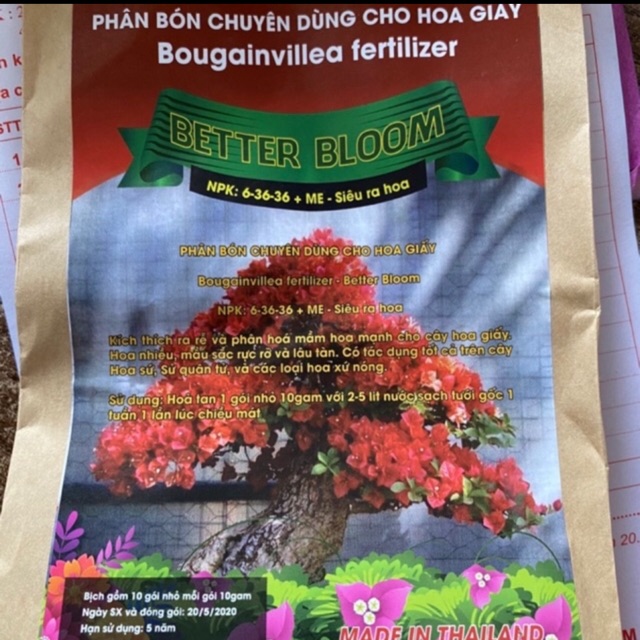 PHÂN BÓN CHUYÊN DÙNG CHO HOA GIẤY
Bougainvillea fertilizer
BETTER BLOOM
NPK: 6-36-36 + ME - Siêu ra hoa
PHÂN BÓN CHUYÊN DÙNG CHO HOA GIẤY
Bougainvillea fertilizer - Better Bloom
NPK: 6-36-36 + ME - Siêu ra hoa
Kích thích ra rễ và phân hoá mầm hoa mạnh cho cây hoa giấy.
Hoa nhiều, màu sắc rực rỡ và lâu tàn. Có tác dụng tốt cả trên cây
Hoa sứ, Sứ quân tử, và các loại hoa xứ nóng.
Sử dụng: Hoà tan 1 gói nhỏ 10gam với 2-5 lít nước sạch tưới gốc 1
tuần 1 lần lúc chiều mát
Bịch gồm 10 gói nhỏ mỗi gói 10gam
Ngày SX và đóng gói: 20/5/2020
Hạn sử dụng: 5 năm
MADE IN THAILAND